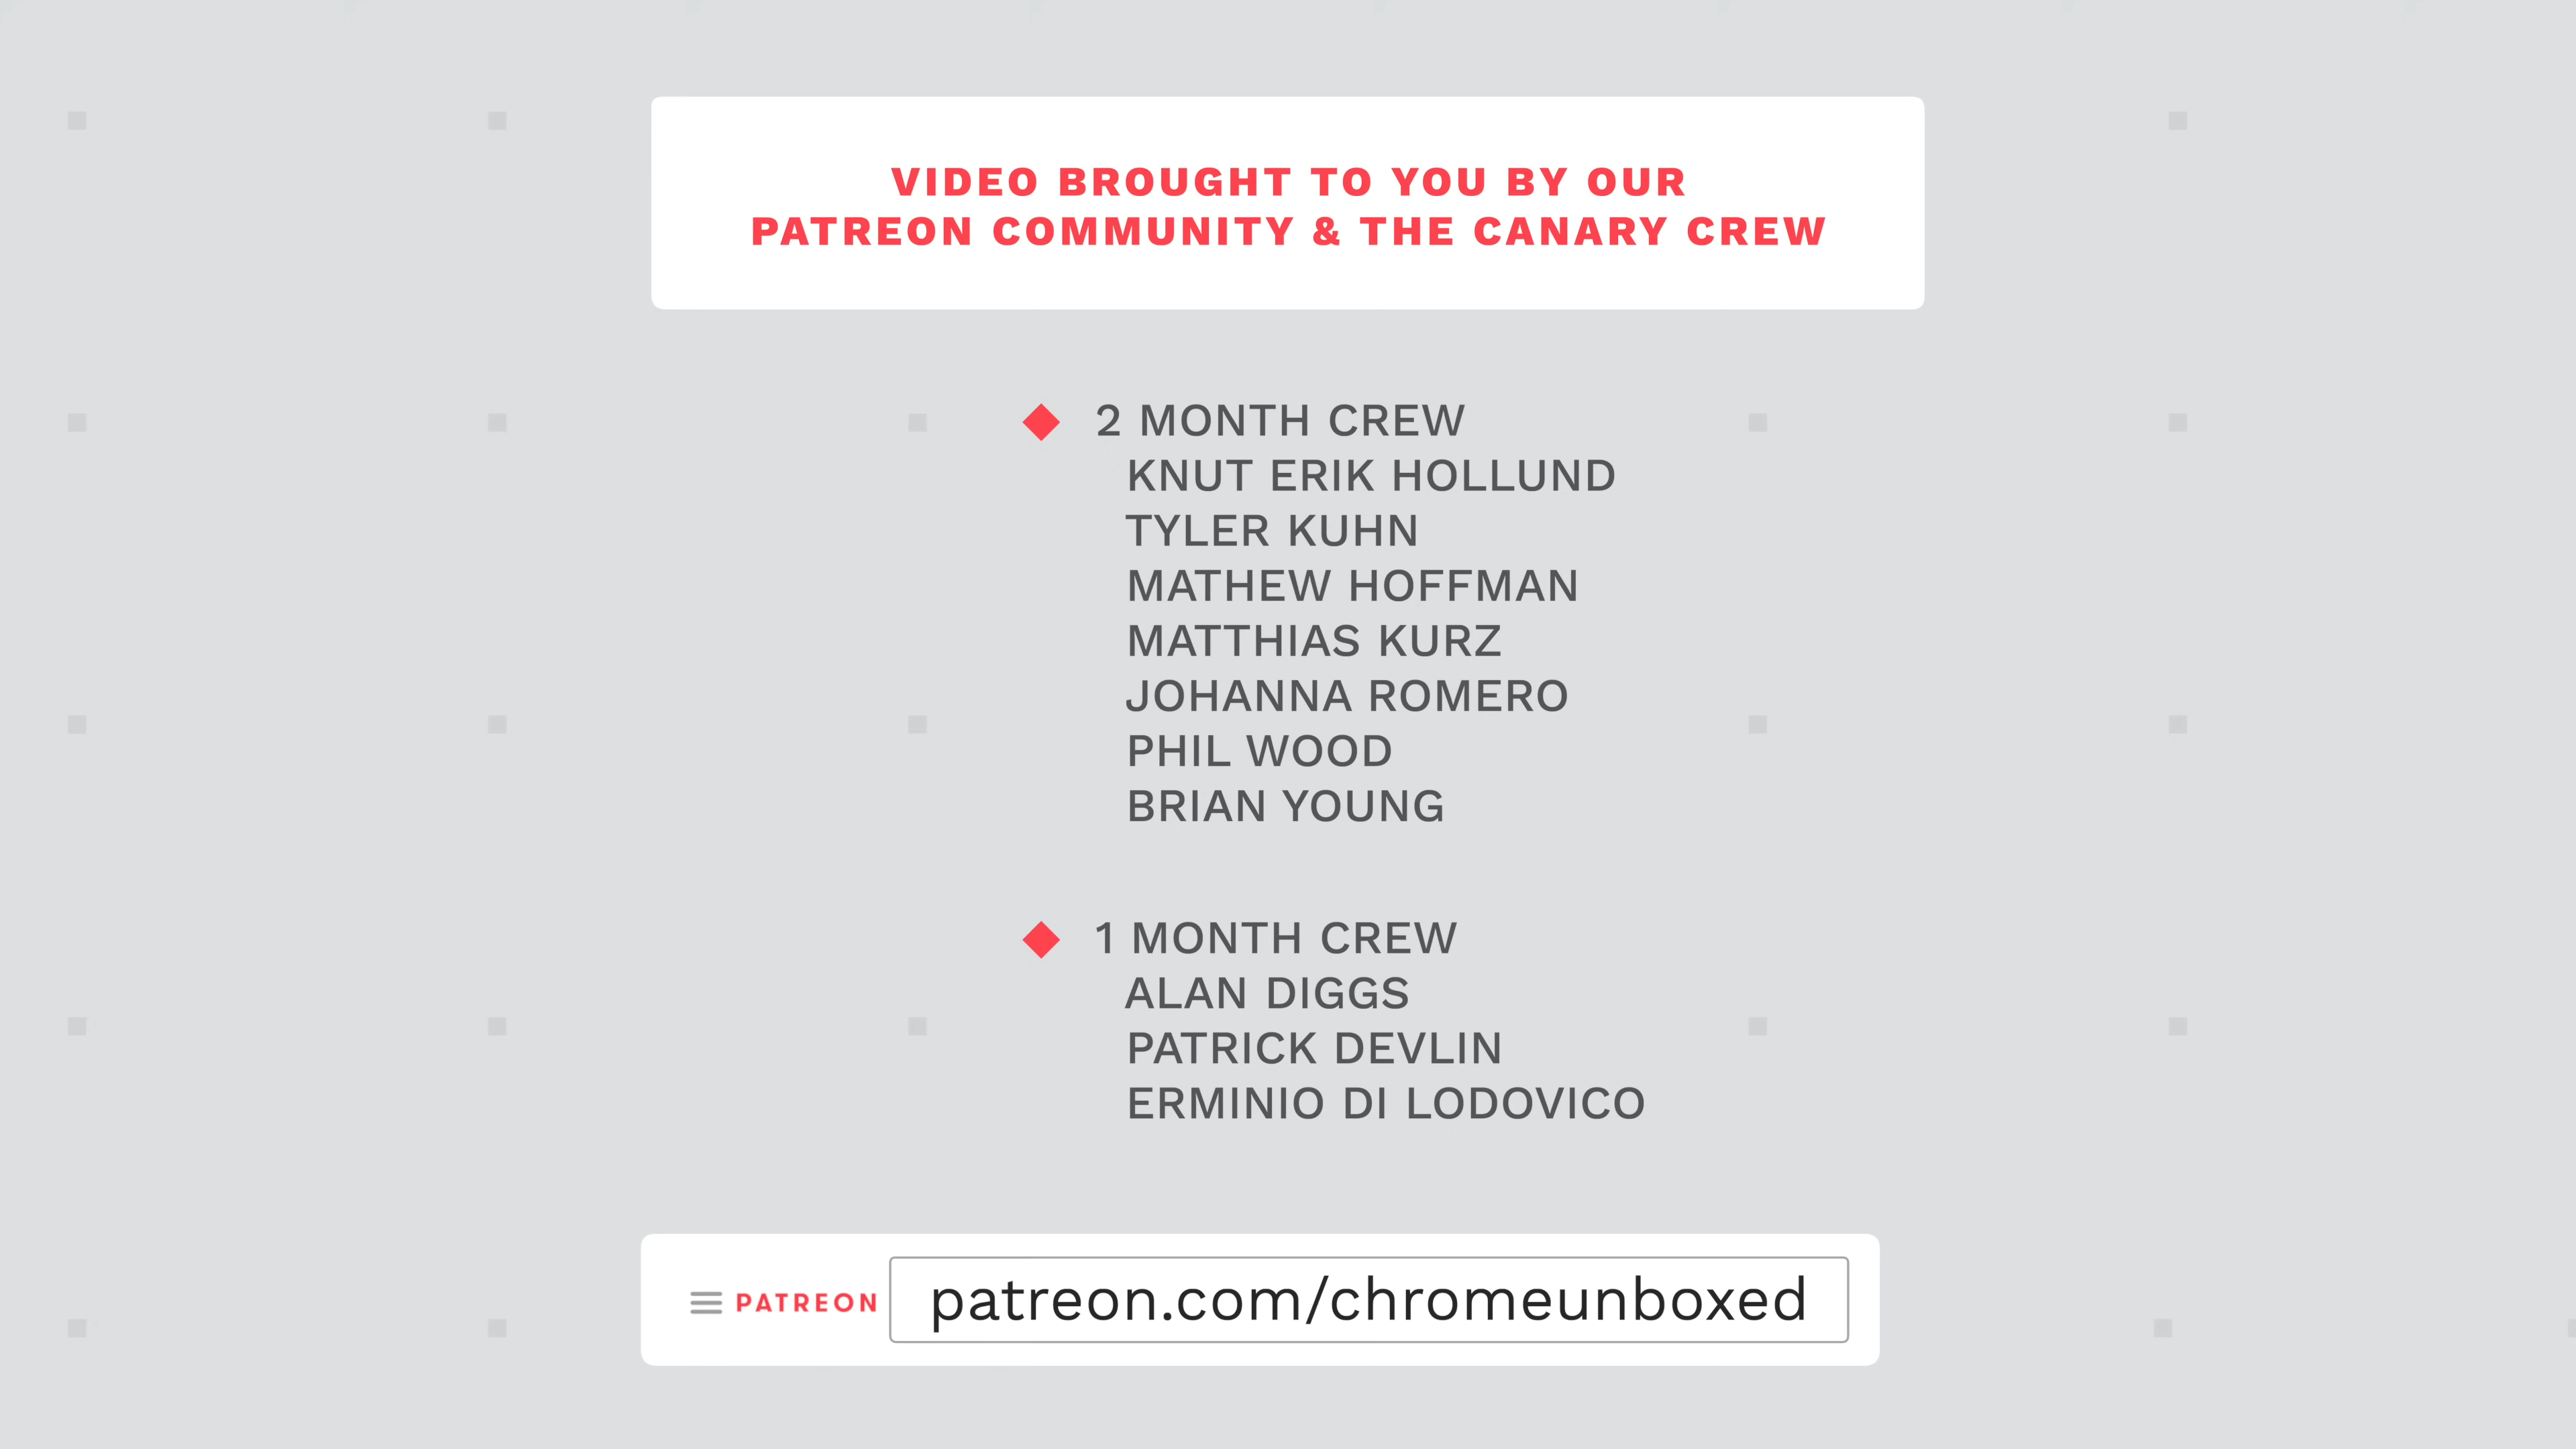 VIDEO BROUGHT TO YOU BY OUR
PATREON COMMUNITY & THE CANARY CREW
2 MONTH CREW
KNUT ERIK HOLLUND
TYLER KUHN
MATHEW HOFFMAN
MATTHIAS KURZ
JOHANNA ROMERO
PHIL WOOD
BRIAN YOUNG
1 MONTH CREW
ALAN DIGGS
PATRICK DEVLIN
ERMINIO DI LODOVICO
PATREON patreon.com/chromeunboxed